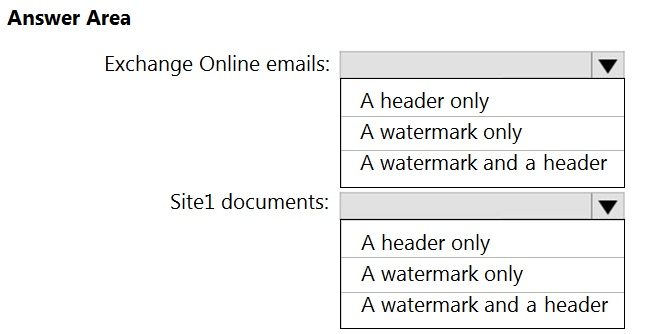 Answer Area
Exchange Online emails:
A header only
A watermark only
A watermark and a header
Site1 documents:
A header only
A watermark only
A watermark and a header